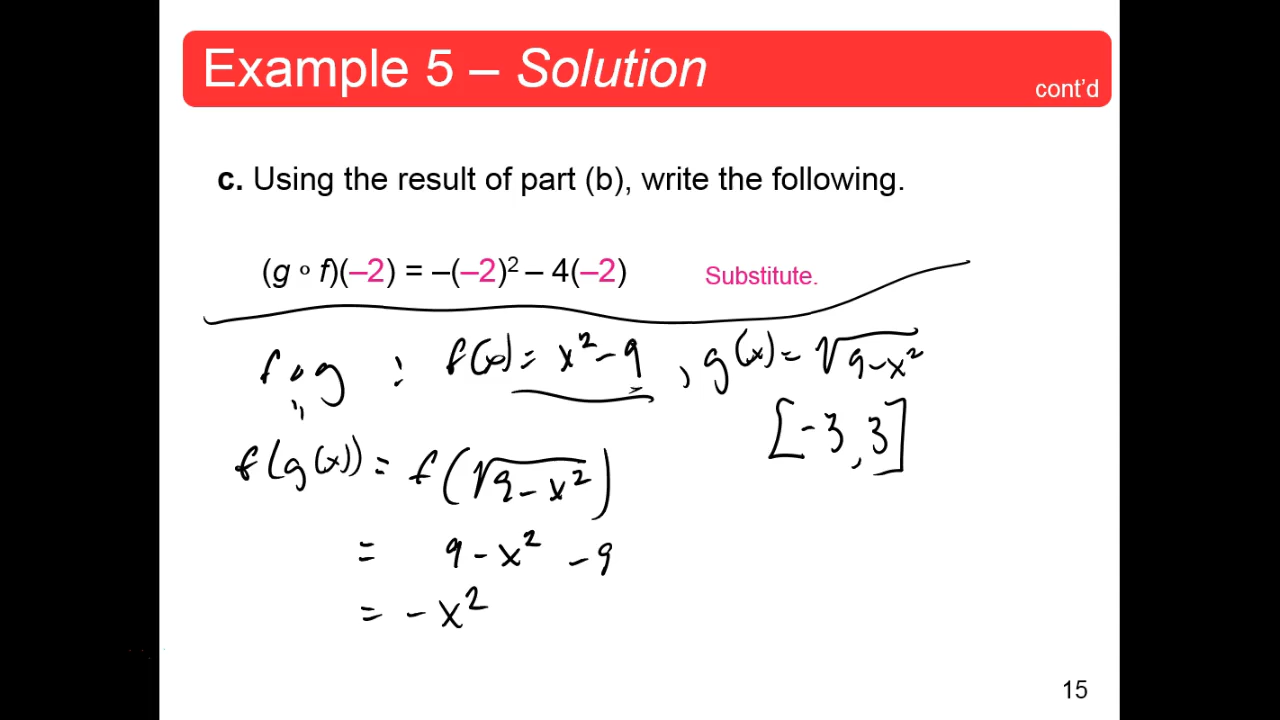 Example 5 – Solution
cont'd
c. Using the result of part (b), write the following.
(g ∘ f)(–2) = –(–2)² – 4(–2) Substitute.
f∘g : f(x) = x² – 9 , g(x) = √(9–x²)
[-3, 3]
f(g(x)) = f(√(9–x²))
= 9 – x² – 9
= – x²
15